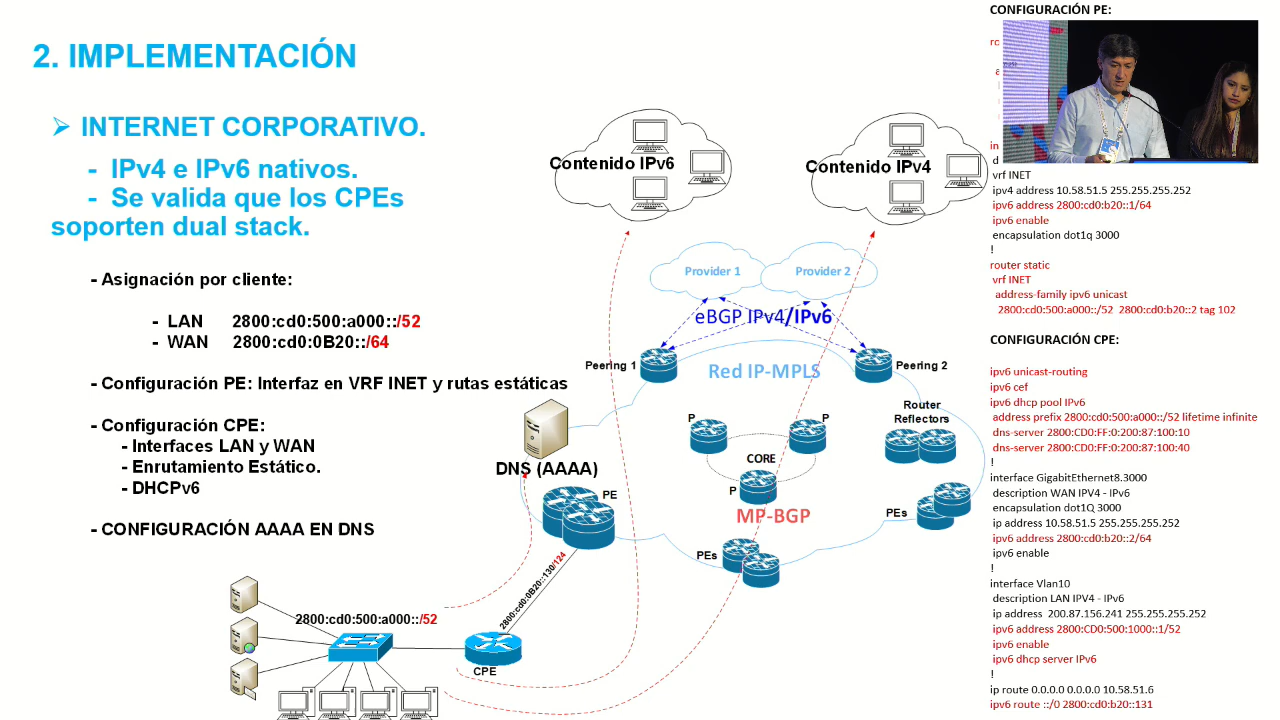 2. IMPLEMENTACIÓN
➢ INTERNET CORPORATIVO.
- IPv4 e IPv6 nativos.
- Se valida que los CPEs
soporten dual stack.
- Asignación por cliente:
- LAN 2800:cd0:500:a000::/52
- WAN 2800:cd0:0B20::/64
- Configuración PE: Interfaz en VRF INET y rutas estáticas
- Configuración CPE:
- Interfaces LAN y WAN
- Enrutamiento Estático.
- DHCPv6
- CONFIGURACIÓN AAAA EN DNS
Contenido IPv6
Contenido IPv4
Provider 1
Provider 2
eBGP IPv4/IPv6
Peering 1
Peering 2
Red IP-MPLS
Router
Reflectors
P
P
CORE
P
MP-BGP
DNS (AAAA)
PE
PEs
PEs
2800:cd0:0B20::130/124
2800:cd0:500:a000::/52
CPE
CONFIGURACIÓN PE:
vrf INET
ipv4 address 10.58.51.5 255.255.255.252
ipv6 address 2800:cd0:b20::1/64
ipv6 enable
encapsulation dot1q 3000
!
router static
vrf INET
address-family ipv6 unicast
2800:cd0:500:a000::/52 2800:cd0:b20::2 tag 102
CONFIGURACIÓN CPE:
ipv6 unicast-routing
ipv6 cef
ipv6 dhcp pool IPv6
address prefix 2800:cd0:500:a000::/52 lifetime infinite
dns-server 2800:CD0:FF:0:200:87:100:10
dns-server 2800:CD0:FF:0:200:87:100:40
!
interface GigabitEthernet8.3000
description WAN IPV4 - IPv6
encapsulation dot1Q 3000
ip address 10.58.51.5 255.255.255.252
ipv6 address 2800:cd0:b20::2/64
ipv6 enable
!
interface Vlan10
description LAN IPV4 - IPv6
ip address 200.87.156.241 255.255.255.252
ipv6 address 2800:CD0:500:1000::1/52
ipv6 enable
ipv6 dhcp server IPv6
!
ip route 0.0.0.0 0.0.0.0 10.58.51.6
ipv6 route ::/0 2800:cd0:b20::131